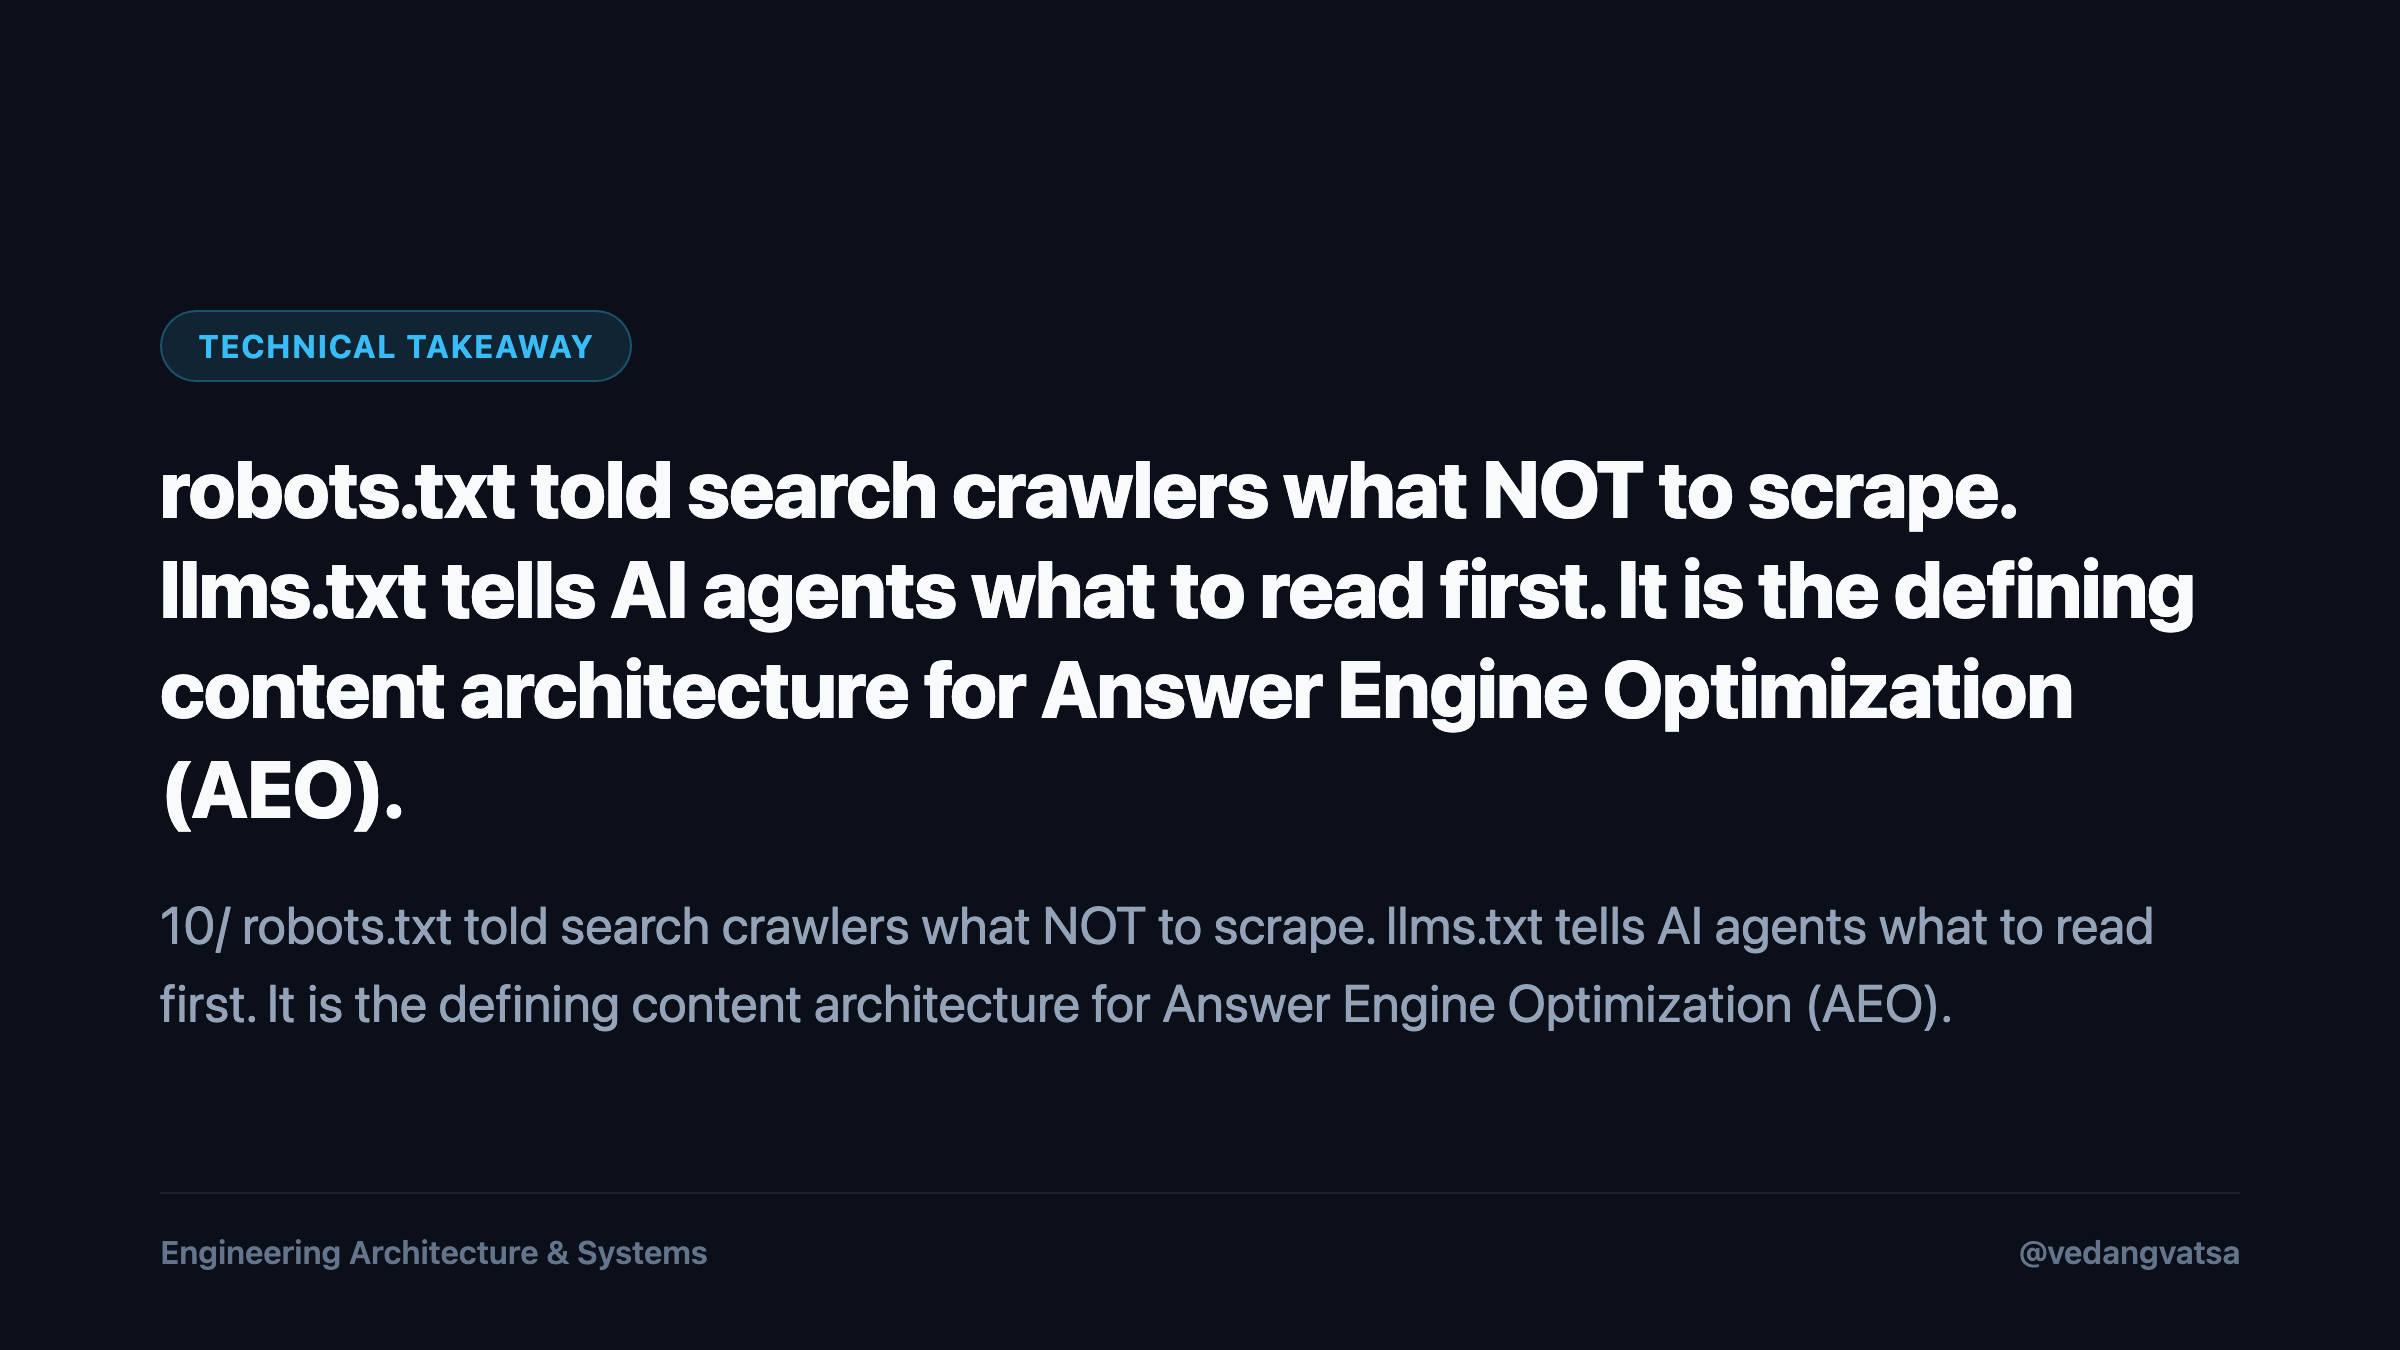 TECHNICAL TAKEAWAY
robots.txt told search crawlers what NOT to scrape.
llms.txt tells AI agents what to read first. It is the defining
content architecture for Answer Engine Optimization
(AEO).
10/ robots.txt told search crawlers what NOT to scrape. llms.txt tells AI agents what to read
first. It is the defining content architecture for Answer Engine Optimization (AEO).
Engineering Architecture & Systems
@vedangvatsa